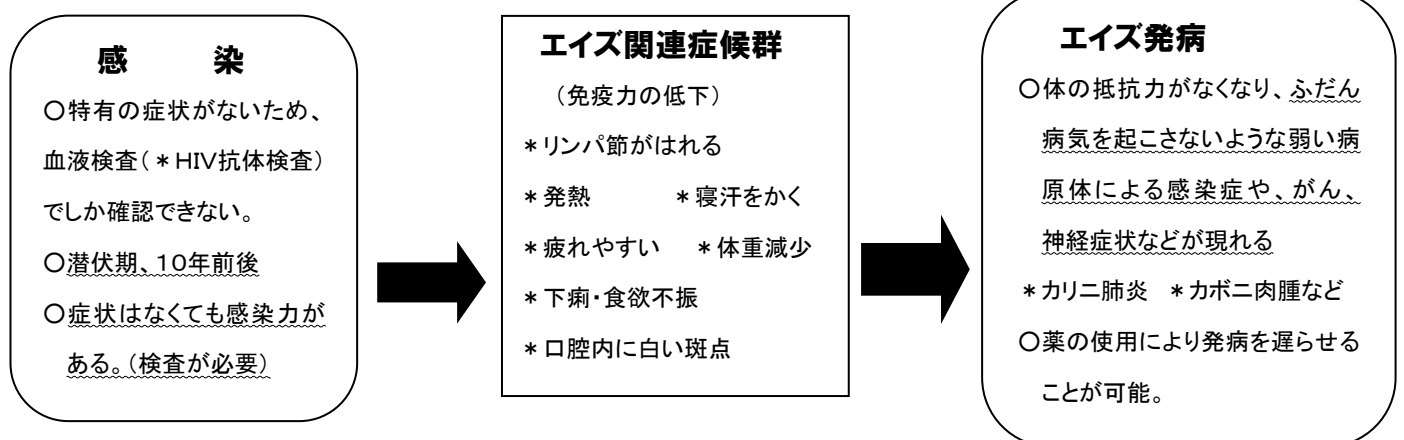 感　染
○特有の症状がないため、
血液検査(＊HIV抗体検査)
でしか確認できない。
○潜伏期、10年前後
○症状はなくても感染力が
ある。(検査が必要)
エイズ関連症候群
(免疫力の低下)
＊リンパ節がはれる
＊発熱　＊寝汗をかく
＊疲れやすい　＊体重減少
＊下痢・食欲不振
＊口腔内に白い斑点
エイズ発病
○体の抵抗力がなくなり、ふだん
病気を起こさないような弱い病
原体による感染症や、がん、
神経症状などが現れる
＊カリニ肺炎　＊カボニ肉腫など
○薬の使用により発病を遅らせる
ことが可能。